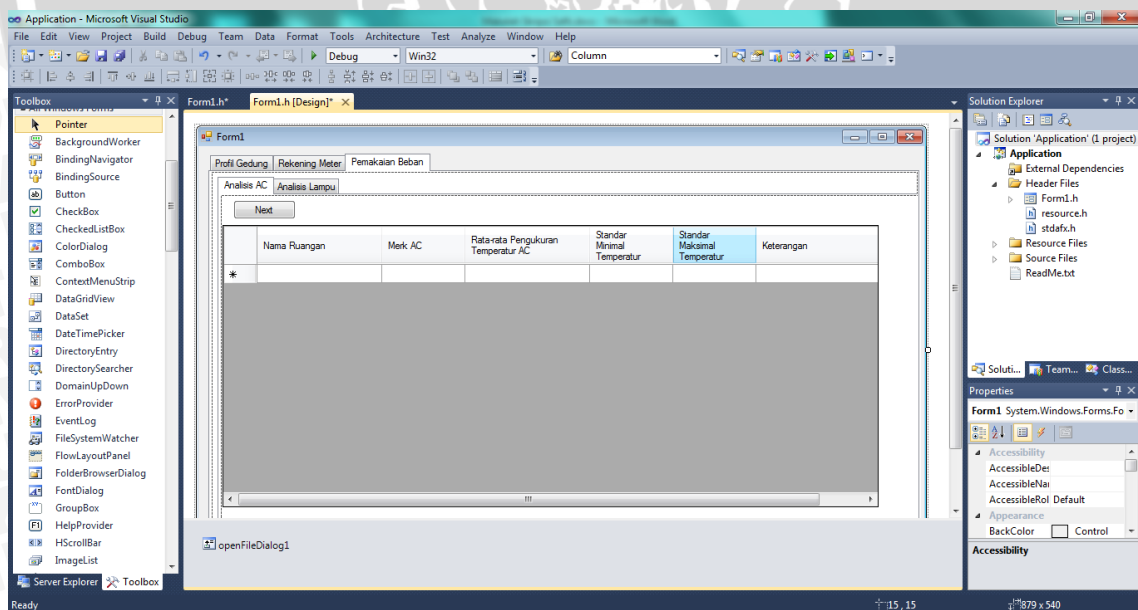 Application - Microsoft Visual Studio
File Edit View Project Build Debug Team Data Format Tools Architecture Test Analyze Window Help
Debug Win32 Column
Toolbox
Form1.h* Form1.h [Design]*
Solution Explorer
All Windows Forms
Pointer
BackgroundWorker
BindingNavigator
BindingSource
Button
CheckBox
CheckedListBox
ColorDialog
ComboBox
ContextMenuStrip
DataGridView
DataSet
DateTimePicker
DirectoryEntry
DirectorySearcher
DomainUpDown
ErrorProvider
EventLog
FileSystemWatcher
FlowLayoutPanel
FolderBrowserDialog
FontDialog
GroupBox
HelpProvider
HScrollBar
ImageList
Server Explorer Toolbox
Form1
Profil Gedung Rekening Meter Pemakaian Beban
Analisis AC Analisis Lampu
Next
Nama Ruangan
Merk AC
Rata-rata Pengukuran
Temperatur AC
Standar
Minimal
Temperatur
Standar
Maksimal
Temperatur
Keterangan
openFileDialog1
Solution 'Application' (1 project)
Application
External Dependencies
Header Files
Form1.h
resource.h
stdafx.h
Resource Files
Source Files
ReadMe.txt
Soluti... Team... Class...
Properties
Form1 System.Windows.Forms.Fo
Accessibility
AccessibleDes
AccessibleNai
AccessibleRol Default
Appearance
BackColor Control
Accessibility
Ready
15 , 15
879 x 540